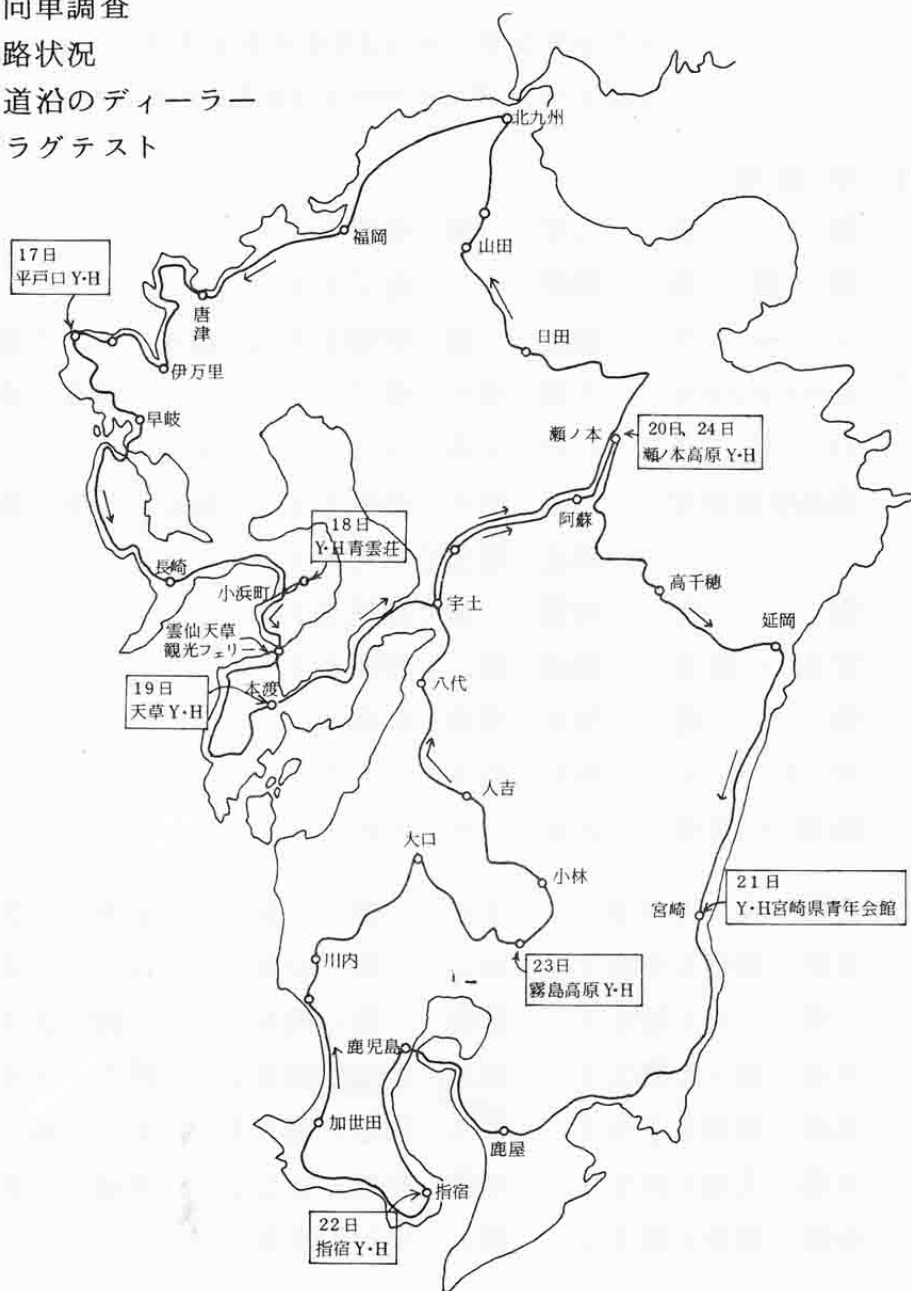 向車調査
路状況
道沿のディーラー
ラグテスト
北九州
福岡
山田
17日
平戸口 Y・H
唐津
日田
伊万里
早岐
瀬ノ本
20日、24日
瀬ノ本高原 Y・H
阿蘇
18日
Y・H青雲荘
長崎
小浜町
高千穂
宇土
延岡
雲仙天草
観光フェリー
八代
19日
天草 Y・H
本渡
人吉
大口
小林
21日
Y・H宮崎県青年会館
宮崎
川内
23日
霧島高原 Y・H
鹿児島
加世田
鹿屋
指宿
22日
指宿 Y・H